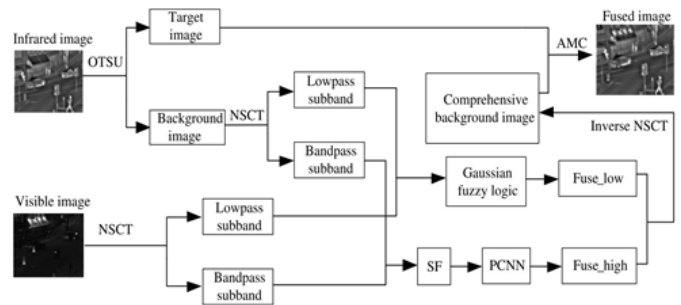 Infrared image
OTSU
Target
image
Background
image
NSCT
Lowpass
subband
Bandpass
subband
Visible image
NSCT
Lowpass
subband
Bandpass
subband
Gaussian
fuzzy logic
Fuse_low
SF
PCNN
Fuse_high
Inverse NSCT
Comprehensive
background image
AMC
Fused image